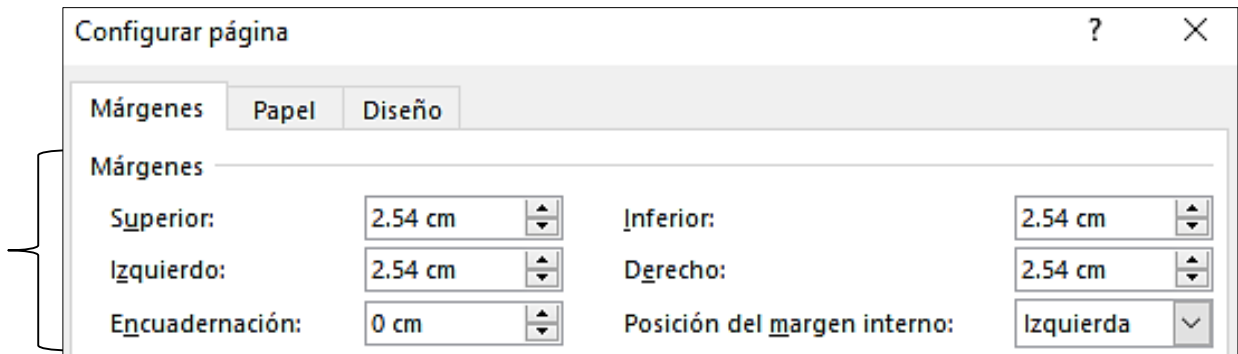 Configurar página ?
Márgenes Papel Diseño
Márgenes
Superior: 2.54 cm Inferior: 2.54 cm
Izquierdo: 2.54 cm Derecho: 2.54 cm
Encuadernación: 0 cm Posición del margen interno: Izquierda